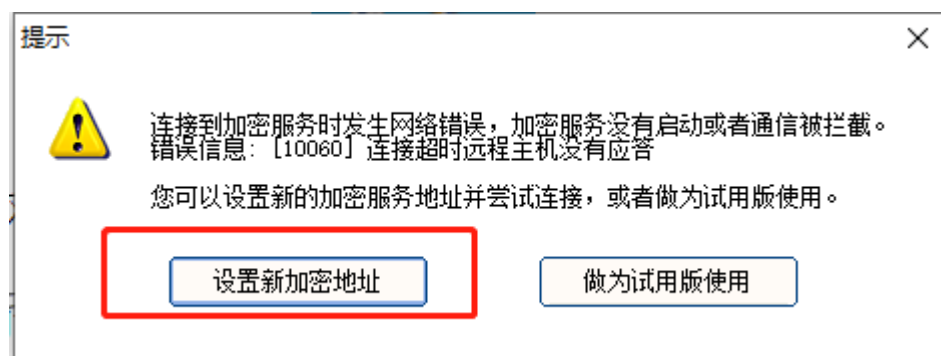 提示
连接到加密服务时发生网络错误，加密服务没有启动或者通信被拦截。
错误信息：[10060] 连接超时远程主机没有应答
您可以设置新的加密服务地址并尝试连接，或者做为试用版使用。
设置新加密地址 做为试用版使用